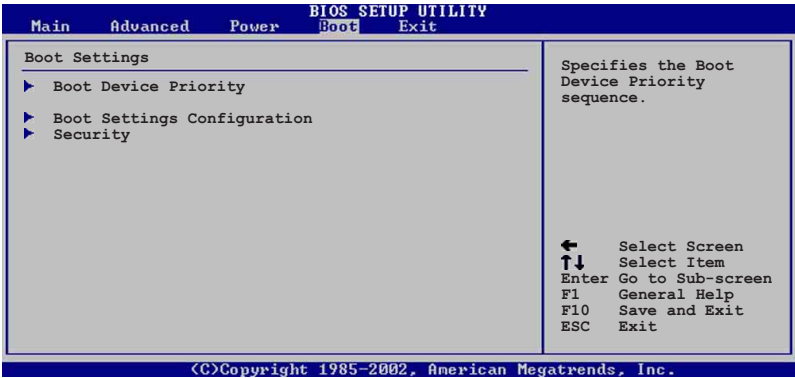 BIOS SETUP UTILITY
Main Advanced Power Boot Exit
Boot Settings
Boot Device Priority
Boot Settings Configuration
Security
Specifies the Boot
Device Priority
sequence.
← Select Screen
↑↓ Select Item
Enter Go to Sub-screen
F1 General Help
F10 Save and Exit
ESC Exit
(C)Copyright 1985-2002, American Megatrends, Inc.